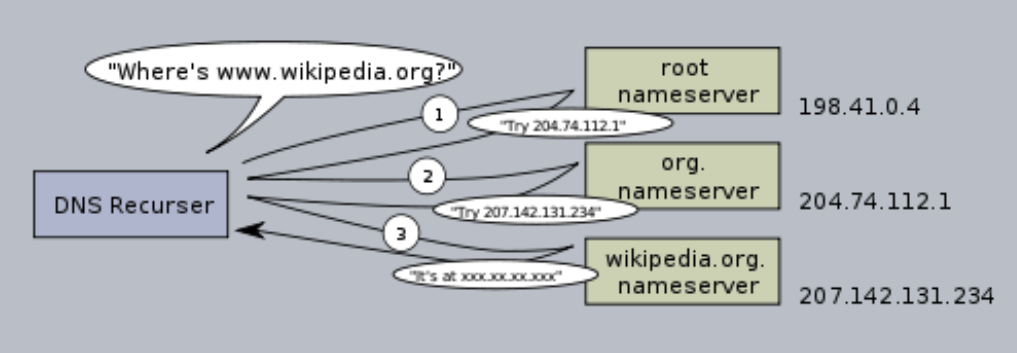 "Where's www.wikipedia.org?"
root
nameserver
198.41.0.4
1
"Try 204.74.112.1"
org.
nameserver
204.74.112.1
2
DNS Recurser
"Try 207.142.131.234"
3
wikipedia.org.
nameserver
207.142.131.234
"It's at xxx.xx.xx.xxx"